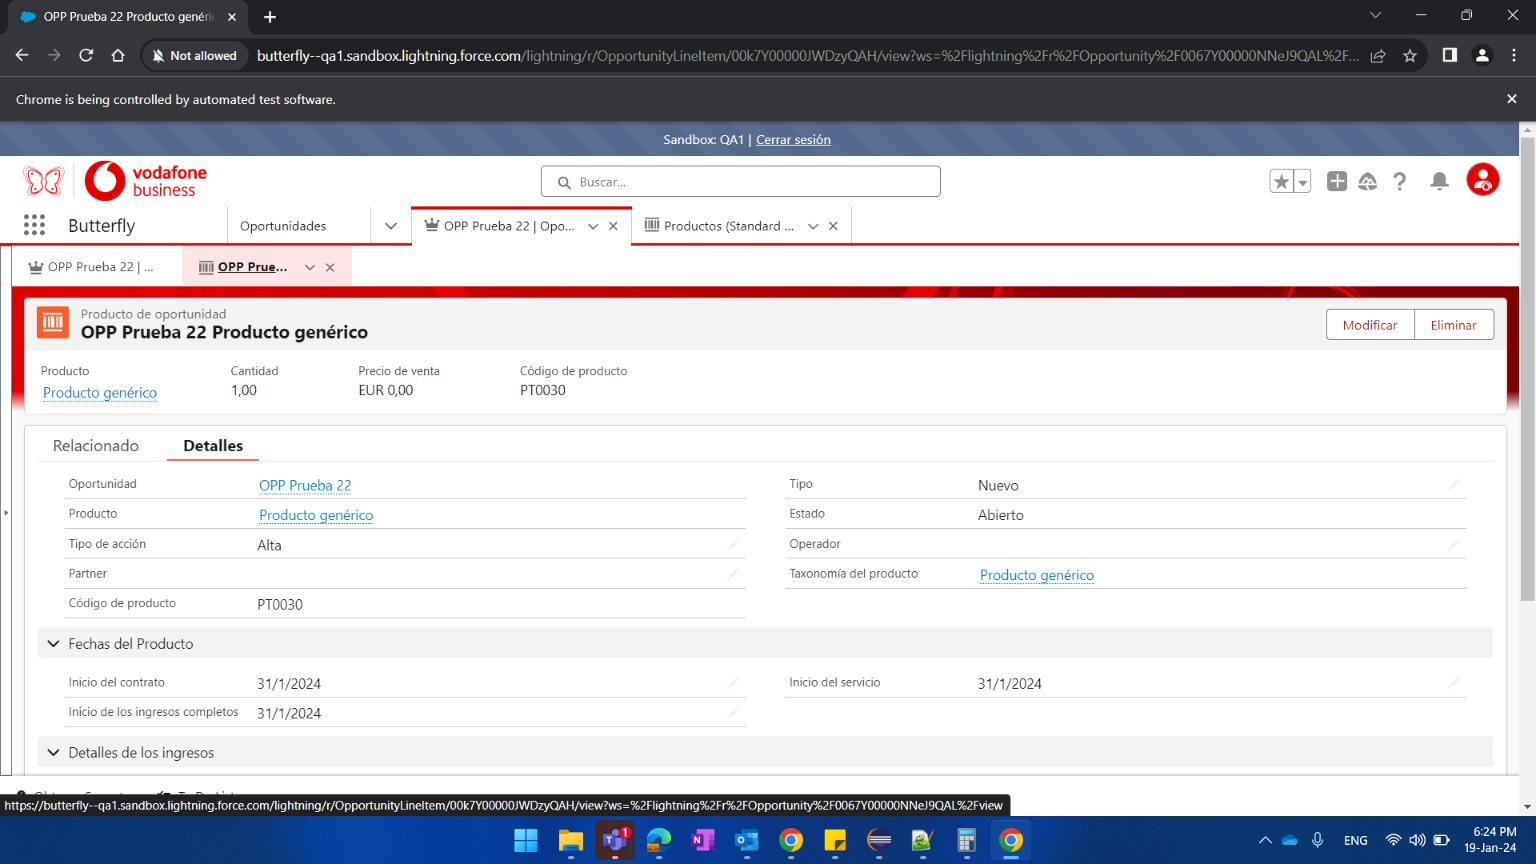 OPP Prueba 22 Producto genéric
Not allowed
butterfly--qa1.sandbox.lightning.force.com/lightning/r/OpportunityLineItem/00k7Y00000JWDzyQAH/view?ws=%2Flightning%2Fr%2FOpportunity%2F0067Y00000NNeJ9QAL%2F...
Chrome is being controlled by automated test software.
Sandbox: QA1 | Cerrar sesión
vodafone
business
Buscar...
Butterfly
Oportunidades
OPP Prueba 22 | Opo...
Productos (Standard ...
OPP Prueba 22 | ...
OPP Prue...
Producto de oportunidad
OPP Prueba 22 Producto genérico
Modificar
Eliminar
Producto
Cantidad
Precio de venta
Código de producto
Producto genérico
1,00
EUR 0,00
PT0030
Relacionado
Detalles
Oportunidad
OPP Prueba 22
Tipo
Nuevo
Producto
Producto genérico
Estado
Abierto
Tipo de acción
Alta
Operador
Partner
Taxonomía del producto
Producto genérico
Código de producto
PT0030
Fechas del Producto
Inicio del contrato
31/1/2024
Inicio del servicio
31/1/2024
Inicio de los ingresos completos
31/1/2024
Detalles de los ingresos
https://butterfly--qa1.sandbox.lightning.force.com/lightning/r/OpportunityLineItem/00k7Y00000JWDzyQAH/view?ws=%2Flightning%2Fr%2FOpportunity%2F0067Y00000NNeJ9QAL%2Fview
1
ENG
6:24 PM
19-Jan-24